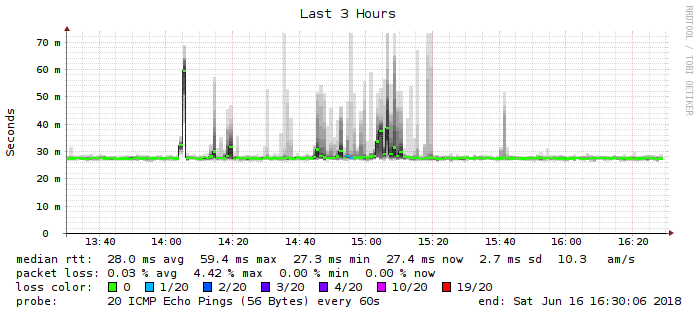 Last 3 Hours
RRDTOOL / TOBI OETIKER
Seconds
70 m
60 m
50 m
40 m
30 m
20 m
10 m
0
13:40 14:00 14:20 14:40 15:00 15:20 15:40 16:00 16:20
median rtt: 28.0 ms avg 59.4 ms max 27.3 ms min 27.4 ms now 2.7 ms sd 10.3 am/s
packet loss: 0.03 % avg 4.42 % max 0.00 % min 0.00 % now
loss color: 0 1/20 2/20 3/20 4/20 10/20 19/20
probe: 20 ICMP Echo Pings (56 Bytes) every 60s end: Sat Jun 16 16:30:06 2018